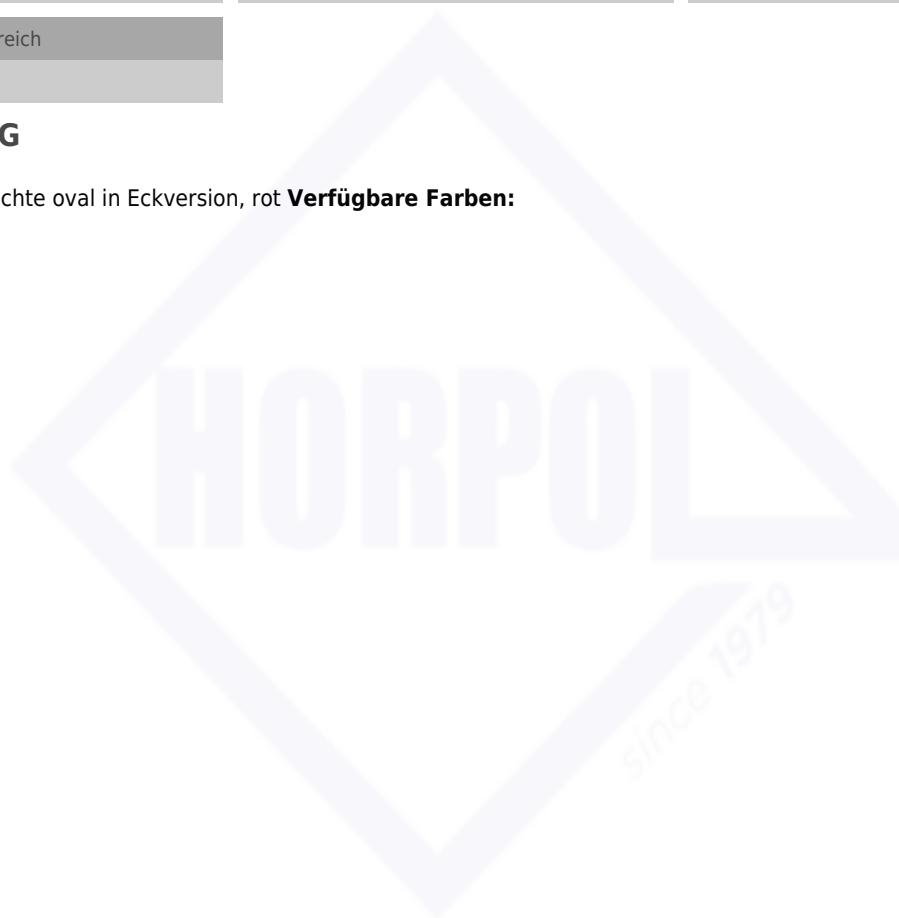 reich
G
chte oval in Eckversion, rot Verfügbare Farben:
HORPOL
since 1979